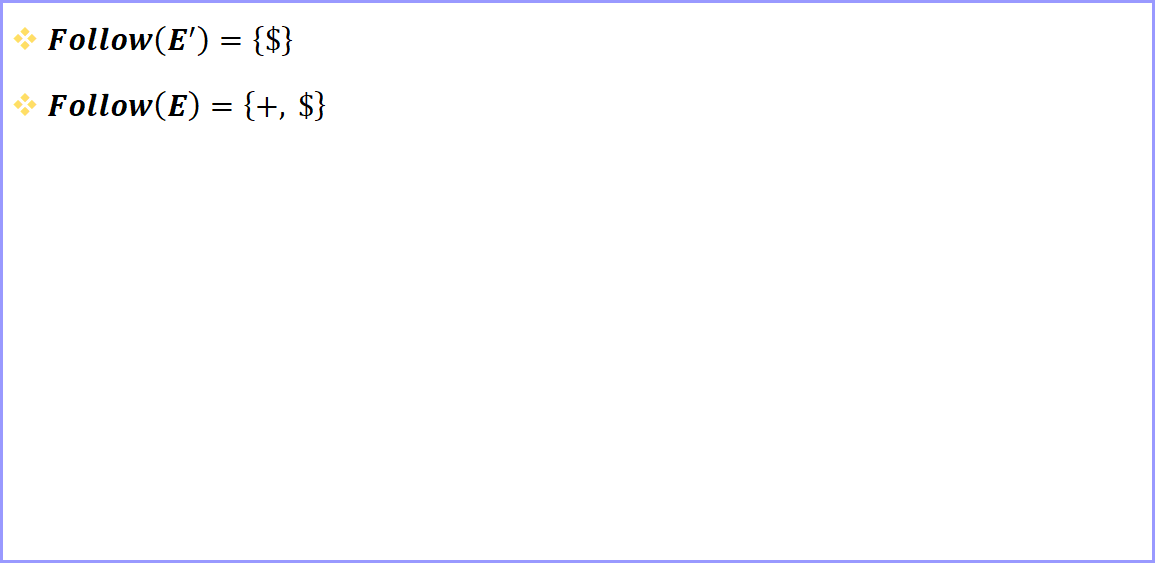 ❖ Follow(E′) = {$}
❖ Follow(E) = {+, $}